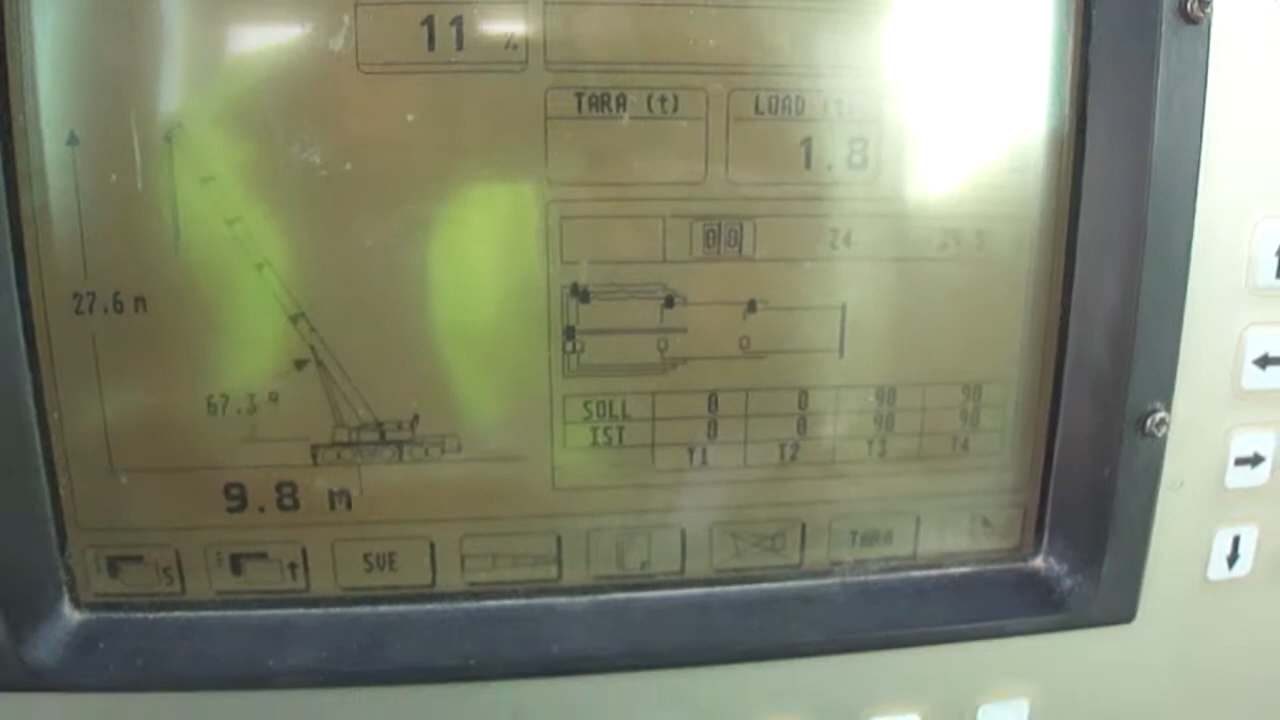 11 %
TARA (t) LOAD (t)
1.8
00 24
27.6 m
67.3 °
SOLL 0 0 90 90
IST 0 0 90 90
T1 T2 T3 T4
9.8 m
S SVE TARA